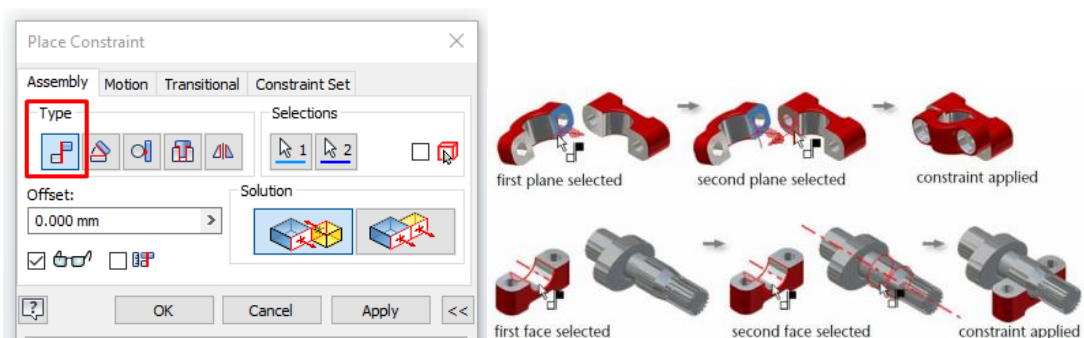 Place Constraint
Assembly Motion Transitional Constraint Set
Type
Selections
1 2
Offset:
Solution
0.000 mm
OK Cancel Apply <<
first plane selected second plane selected constraint applied
first face selected second face selected constraint applied